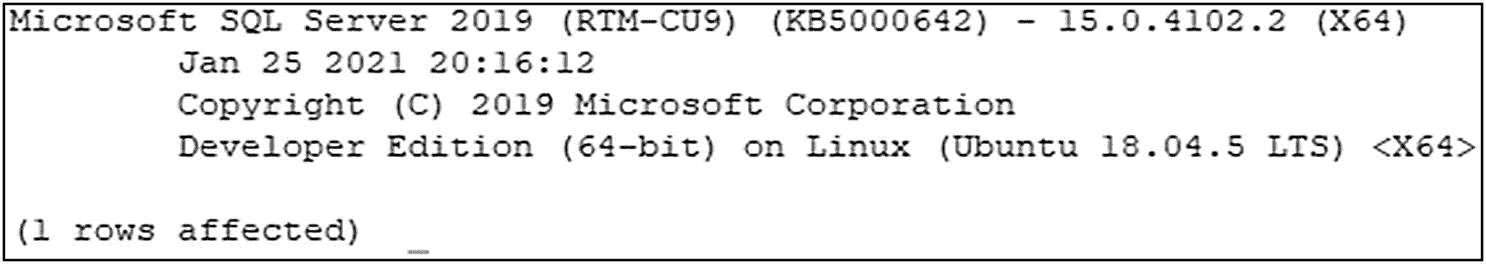 Microsoft SQL Server 2019 (RTM-CU9) (KB5000642) - 15.0.4102.2 (X64)
Jan 25 2021 20:16:12
Copyright (C) 2019 Microsoft Corporation
Developer Edition (64-bit) on Linux (Ubuntu 18.04.5 LTS) <X64>
(1 rows affected)